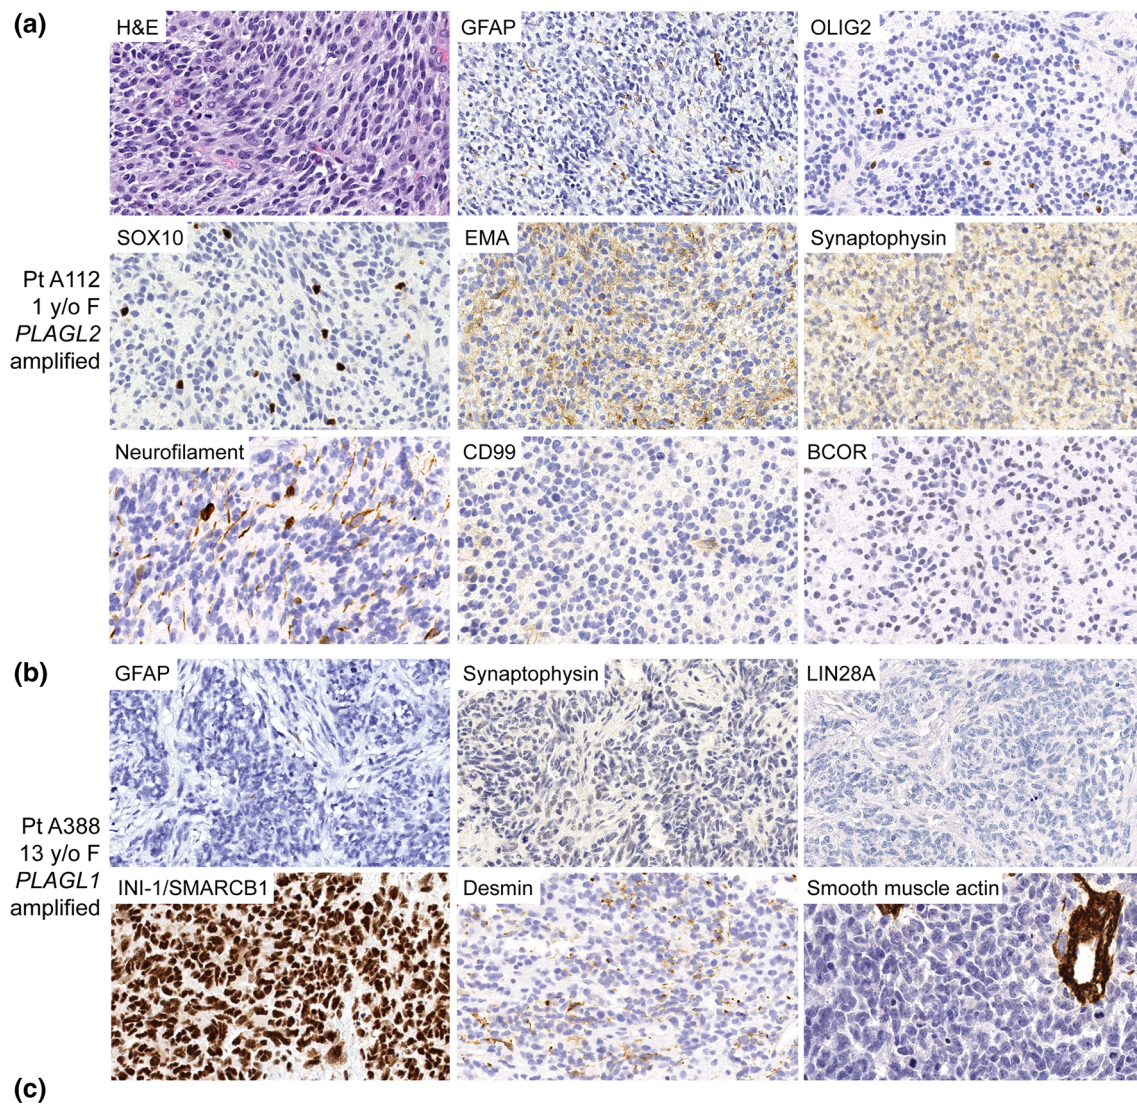 (a)
H&E
GFAP
OLIG2
SOX10
EMA
Synaptophysin
Pt A112
1 y/o F
PLAGL2
amplified
Neurofilament
CD99
BCOR
(b)
GFAP
Synaptophysin
LIN28A
Pt A388
13 y/o F
PLAGL1
amplified
INI-1/SMARCB1
Desmin
Smooth muscle actin
(c)